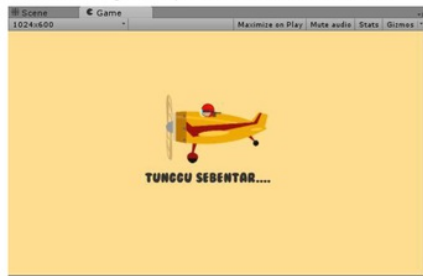 Scene Game
1024x600 Maximize on Play Mute audio Stats Gizmos
TUNGGU SEBENTAR....